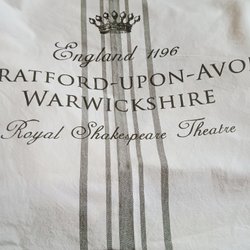 England 1196
RATFORD-UPON-AVO
WARWICKSHIRE
Royal Shakespeare Theatre